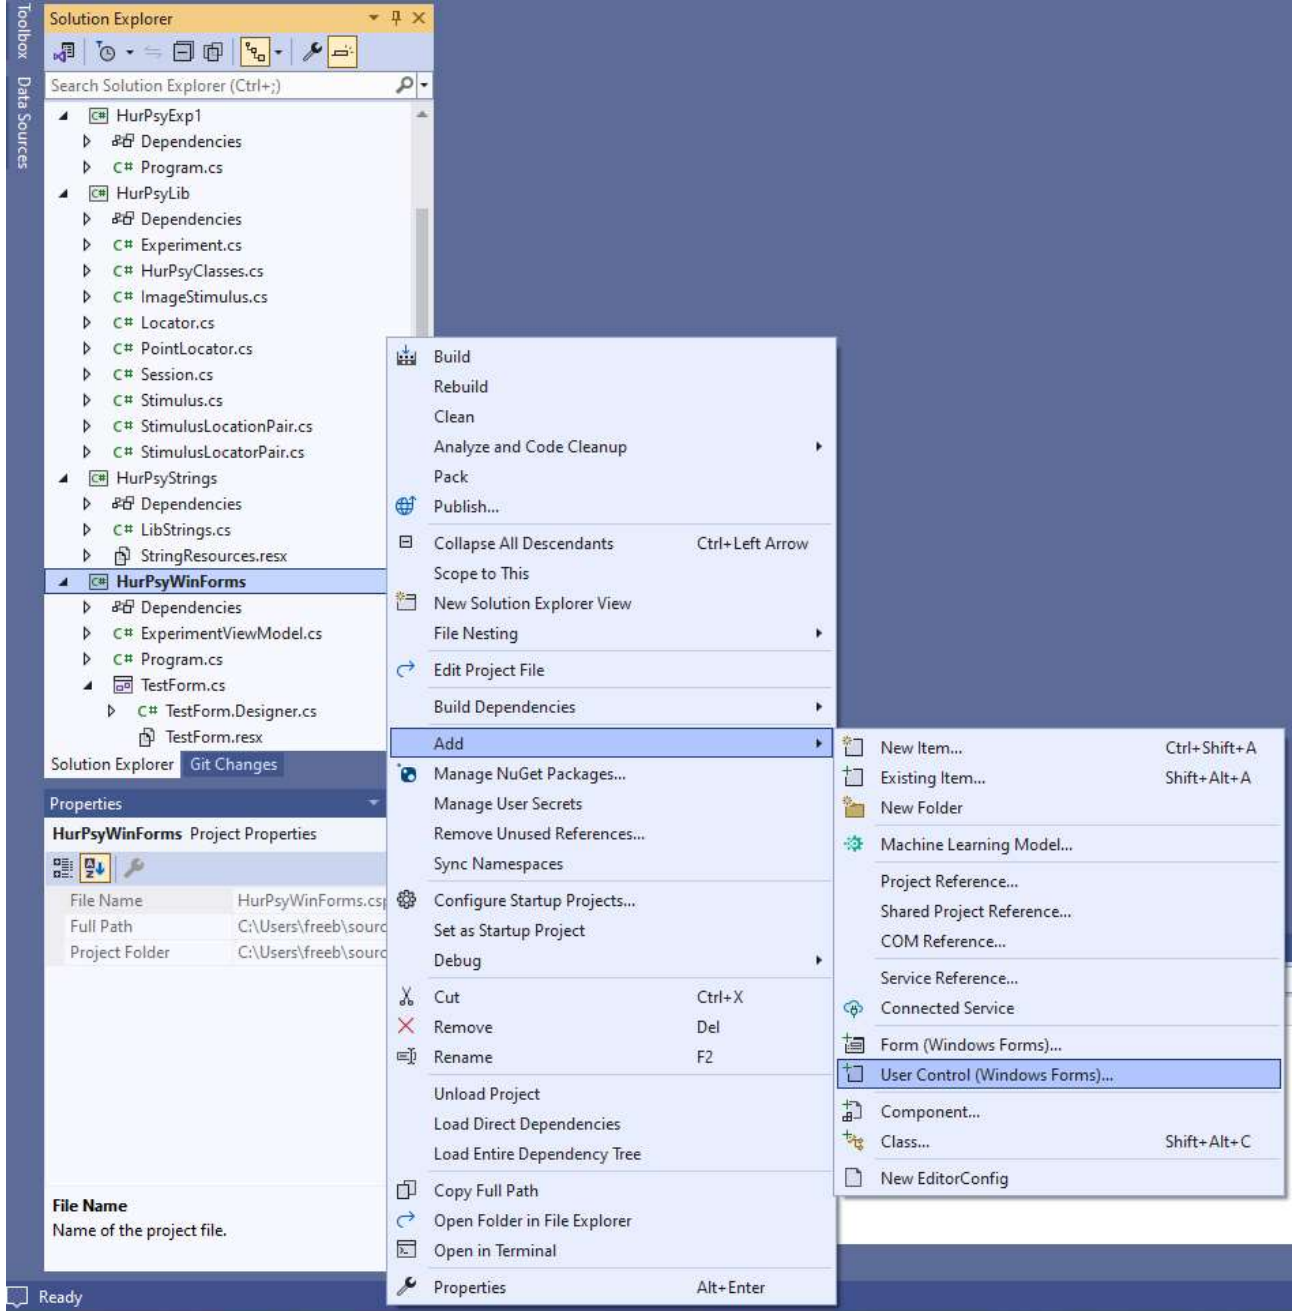 Toolbox
Data Sources
Solution Explorer
Search Solution Explorer (Ctrl+;)
C# HurPsyExp1
Dependencies
C# Program.cs
C# HurPsyLib
Dependencies
C# Experiment.cs
C# HurPsyClasses.cs
C# ImageStimulus.cs
C# Locator.cs
C# PointLocator.cs
C# Session.cs
C# Stimulus.cs
C# StimulusLocationPair.cs
C# StimulusLocatorPair.cs
C# HurPsyStrings
Dependencies
C# LibStrings.cs
StringResources.resx
C# HurPsyWinForms
Dependencies
C# ExperimentViewModel.cs
C# Program.cs
TestForm.cs
C# TestForm.Designer.cs
TestForm.resx
Solution Explorer Git Changes
Properties
HurPsyWinForms Project Properties
File Name HurPsyWinForms.csp
Full Path C:\Users\freeb\sourc
Project Folder C:\Users\freeb\sourc
File Name
Name of the project file.
Ready
Build
Rebuild
Clean
Analyze and Code Cleanup
Pack
Publish...
Collapse All Descendants Ctrl+Left Arrow
Scope to This
New Solution Explorer View
File Nesting
Edit Project File
Build Dependencies
Add
Manage NuGet Packages...
Manage User Secrets
Remove Unused References...
Sync Namespaces
Configure Startup Projects...
Set as Startup Project
Debug
Cut Ctrl+X
Remove Del
Rename F2
Unload Project
Load Direct Dependencies
Load Entire Dependency Tree
Copy Full Path
Open Folder in File Explorer
Open in Terminal
Properties Alt+Enter
New Item... Ctrl+Shift+A
Existing Item... Shift+Alt+A
New Folder
Machine Learning Model...
Project Reference...
Shared Project Reference...
COM Reference...
Service Reference...
Connected Service
Form (Windows Forms)...
User Control (Windows Forms)...
Component...
Class... Shift+Alt+C
New EditorConfig